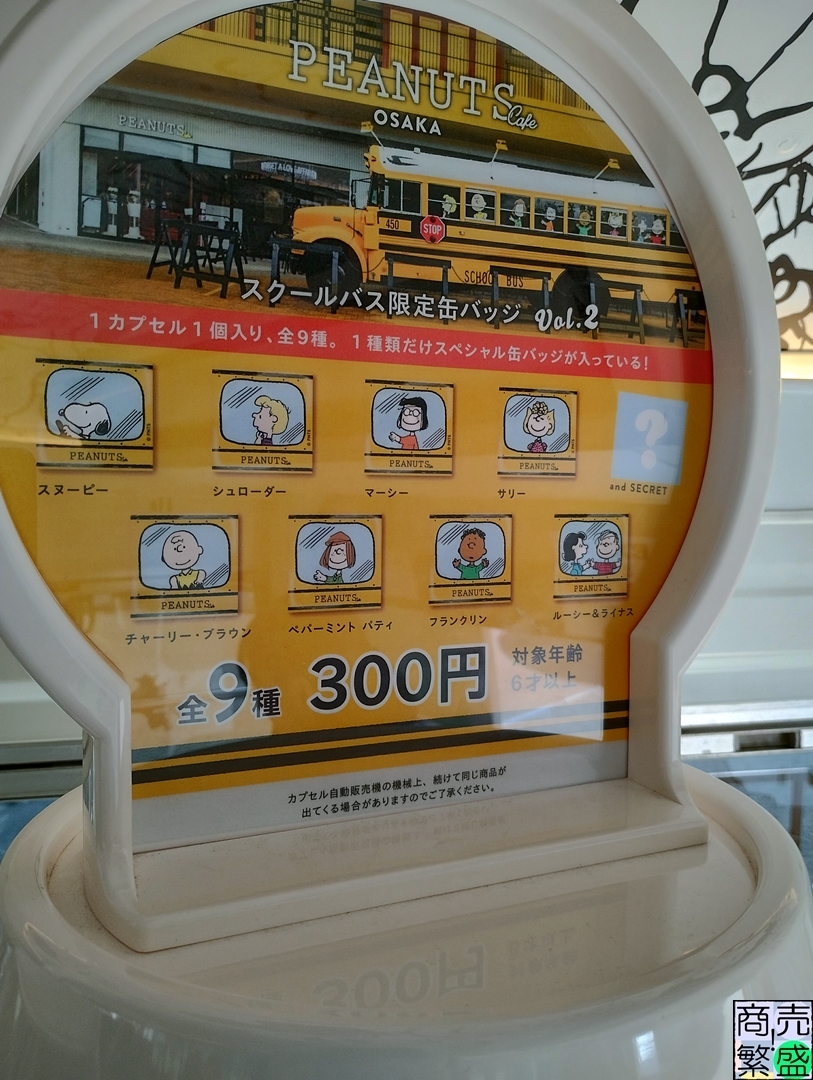 PEANUTS Cafe
OSAKA
PEANUTS
450
STOP
SCHOOL BUS
スクールバス限定缶バッジ Vol.2
1カプセル1個入り、全9種。1種類だけスペシャル缶バッジが入っている!
PEANUTS
PEANUTS
PEANUTS
PEANUTS
?
スヌーピー
シュローダー
マーシー
サリー
and SECRET
PEANUTS
PEANUTS
PEANUTS
PEANUTS
チャーリー・ブラウン
ペパーミント パティ
フランクリン
ルーシー&ライナス
全9種
300円
対象年齢
6才以上
カプセル自動販売機の機械上、続けて同じ商品が
出てくる場合がありますのでご了承ください。
300円
商売
繁盛!